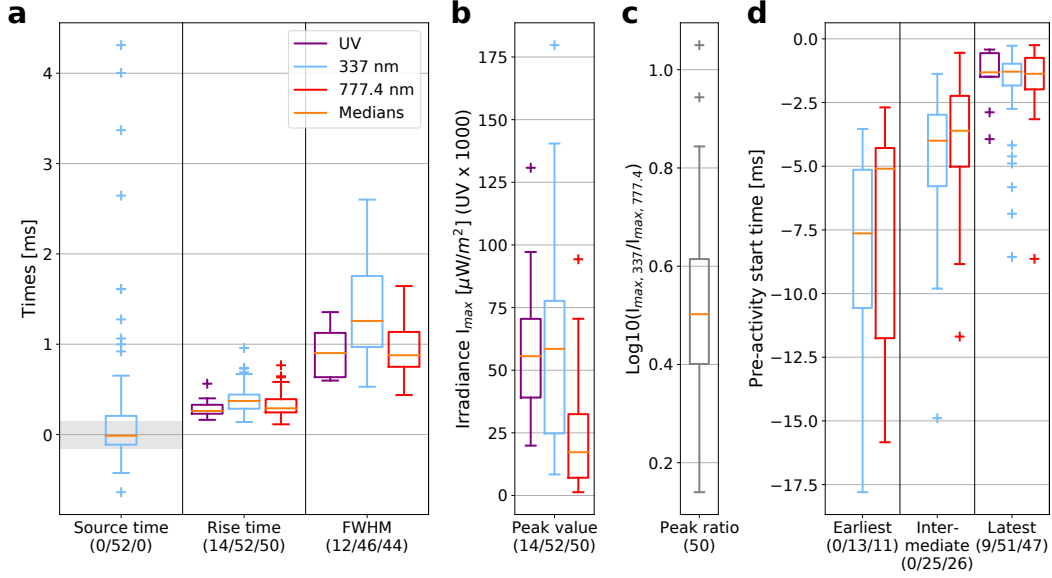 a
b
c
d
4
3
2
1
0
Times [ms]
UV
337 nm
777.4 nm
Medians
Source time
(0/52/0)
Rise time
(14/52/50)
FWHM
(12/46/44)
175
150
125
100
75
50
25
0
Irradiance I_max [μW/m²] (UV x 1000)
Peak value
(14/52/50)
1.0
0.8
0.6
0.4
0.2
Log10(I_max, 337/I_max, 777.4)
Peak ratio
(50)
0.0
−2.5
−5.0
−7.5
−10.0
−12.5
−15.0
−17.5
Pre-activity start time [ms]
Earliest
(0/13/11)
Inter-
mediate
(0/25/26)
Latest
(9/51/47)